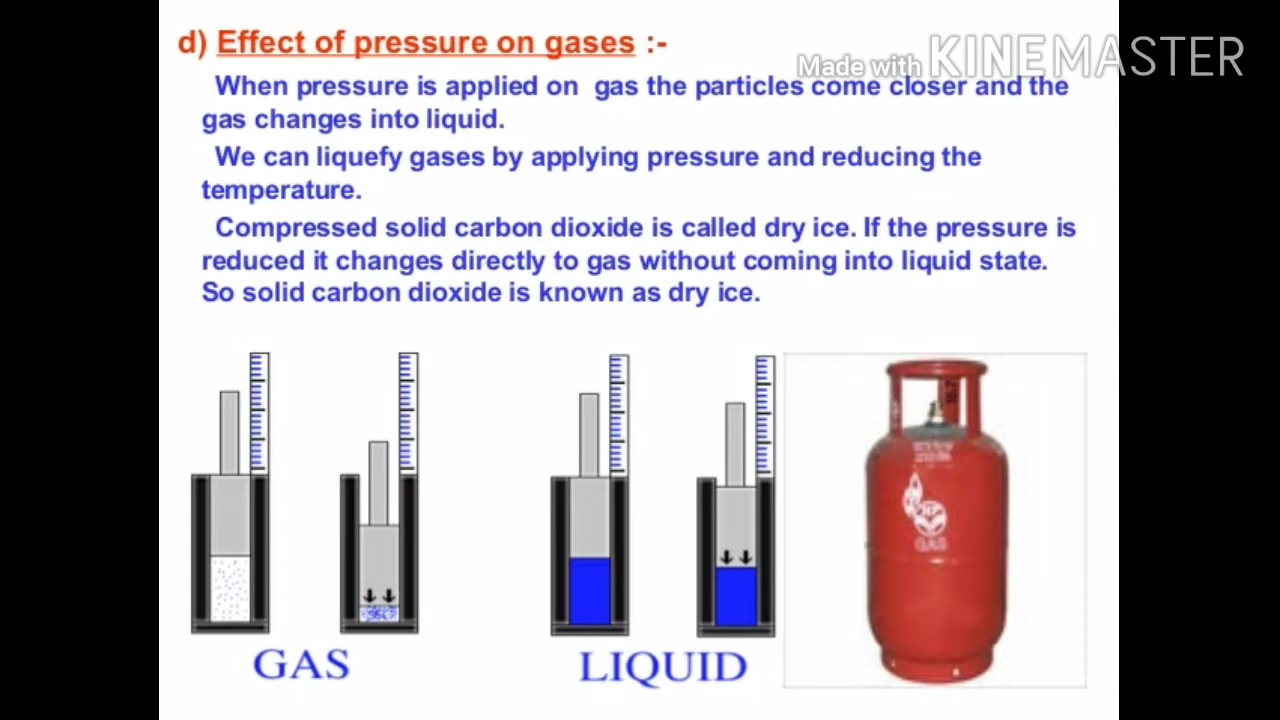 d) Effect of pressure on gases :-
Made with KINEMASTER
When pressure is applied on gas the particles come closer and the
gas changes into liquid.
We can liquefy gases by applying pressure and reducing the
temperature.
Compressed solid carbon dioxide is called dry ice. If the pressure is
reduced it changes directly to gas without coming into liquid state.
So solid carbon dioxide is known as dry ice.
HP
GAS
GAS
LIQUID